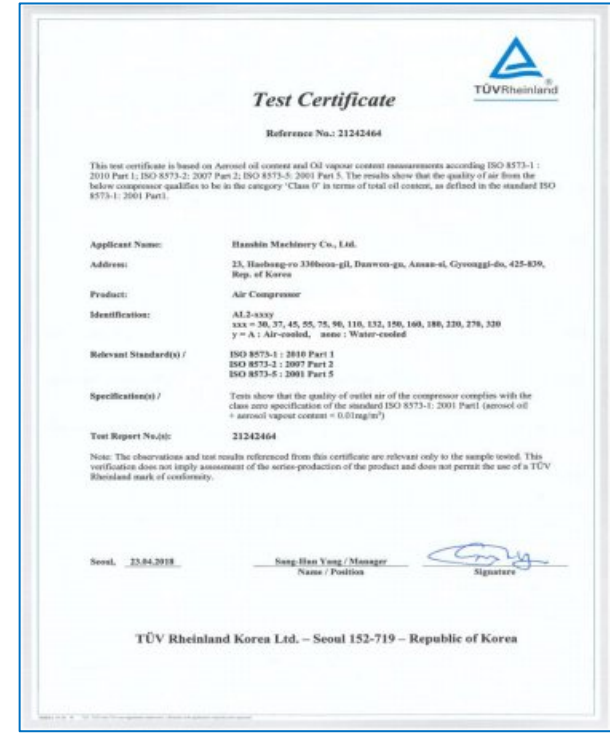 TÜVRheinland®
Test Certificate
Reference No.: 21242464
This test certificate is based on Aerosol oil content and Oil vapour content measurements according ISO 8573-1 :
2010 Part 1; ISO 8573-2: 2007 Part 2; ISO 8573-5: 2001 Part 5. The results show that the quality of air from the
below compressor qualifies to be in the category 'Class 0' in terms of total oil content, as defined in the standard ISO
8573-1: 2001 Part1.
Applicant Name: Hanshin Machinery Co., Ltd.
Address: 23, Haebong-ro 330beon-gil, Danwon-gu, Ansan-si, Gyeonggi-do, 425-839,
Rep. of Korea
Product: Air Compressor
Identification: AL2-xxxy
xxx = 30, 37, 45, 55, 75, 90, 110, 132, 150, 160, 180, 220, 270, 320
y = A : Air-cooled, none : Water-cooled
Relevant Standard(s) / ISO 8573-1 : 2010 Part 1
ISO 8573-2 : 2007 Part 2
ISO 8573-5 : 2001 Part 5
Specification(s) / Tests show that the quality of outlet air of the compressor complies with the
class zero specification of the standard ISO 8573-1: 2001 Part1 (aerosol oil
+ aerosol vapour content < 0.01mg/m³)
Test Report No.(s): 21242464
Note: The observations and test results referenced from this certificate are relevant only to the sample tested. This
verification does not imply assessment of the series-production of the product and does not permit the use of a TÜV
Rheinland mark of conformity.
Seoul, 23.04.2018 Sang-Hun Yang / Manager
Name / Position Signature
TÜV Rheinland Korea Ltd. – Seoul 152-719 – Republic of Korea